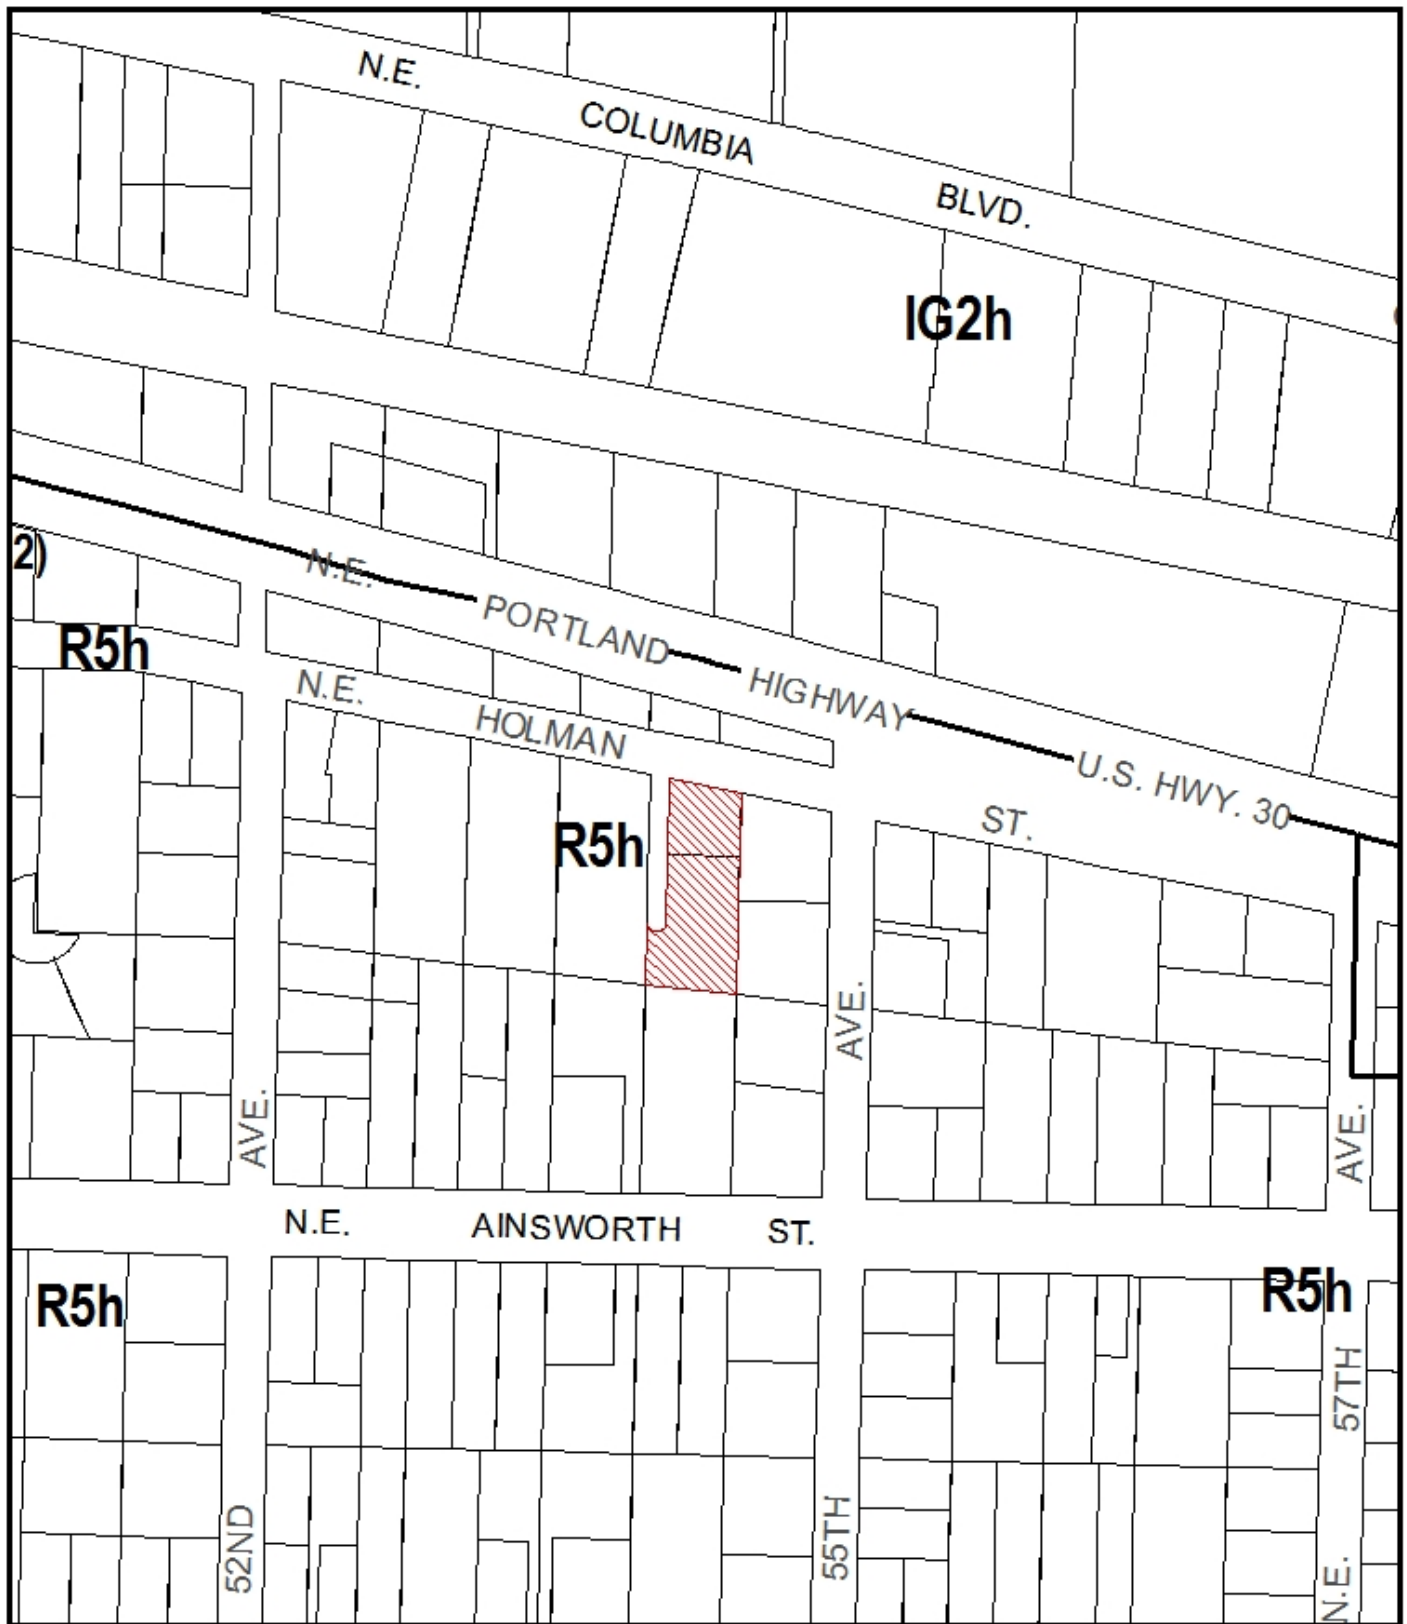 N.E. COLUMBIA BLVD.
IG2h
2)
N.E. PORTLAND HIGHWAY U.S. HWY. 30
R5h
N.E. HOLMAN ST.
R5h
AVE.
AVE.
AVE.
N.E. AINSWORTH ST.
R5h
R5h
57TH
52ND
55TH
N.E.